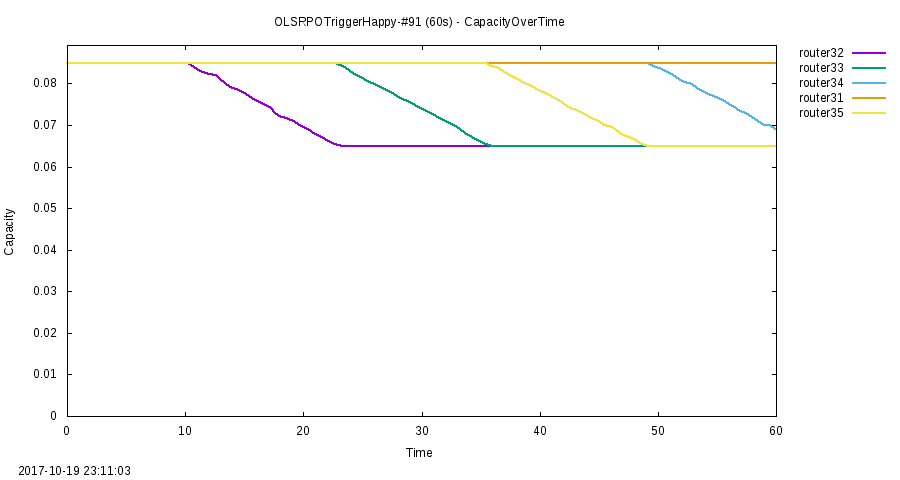 OLSRPOTriggerHappy-#91 (60s) - CapacityOverTime
router32
router33
router34
router31
router35
0.08
0.07
0.06
0.05
0.04
0.03
0.02
0.01
0
Capacity
0 10 20 30 40 50 60
Time
2017-10-19 23:11:03